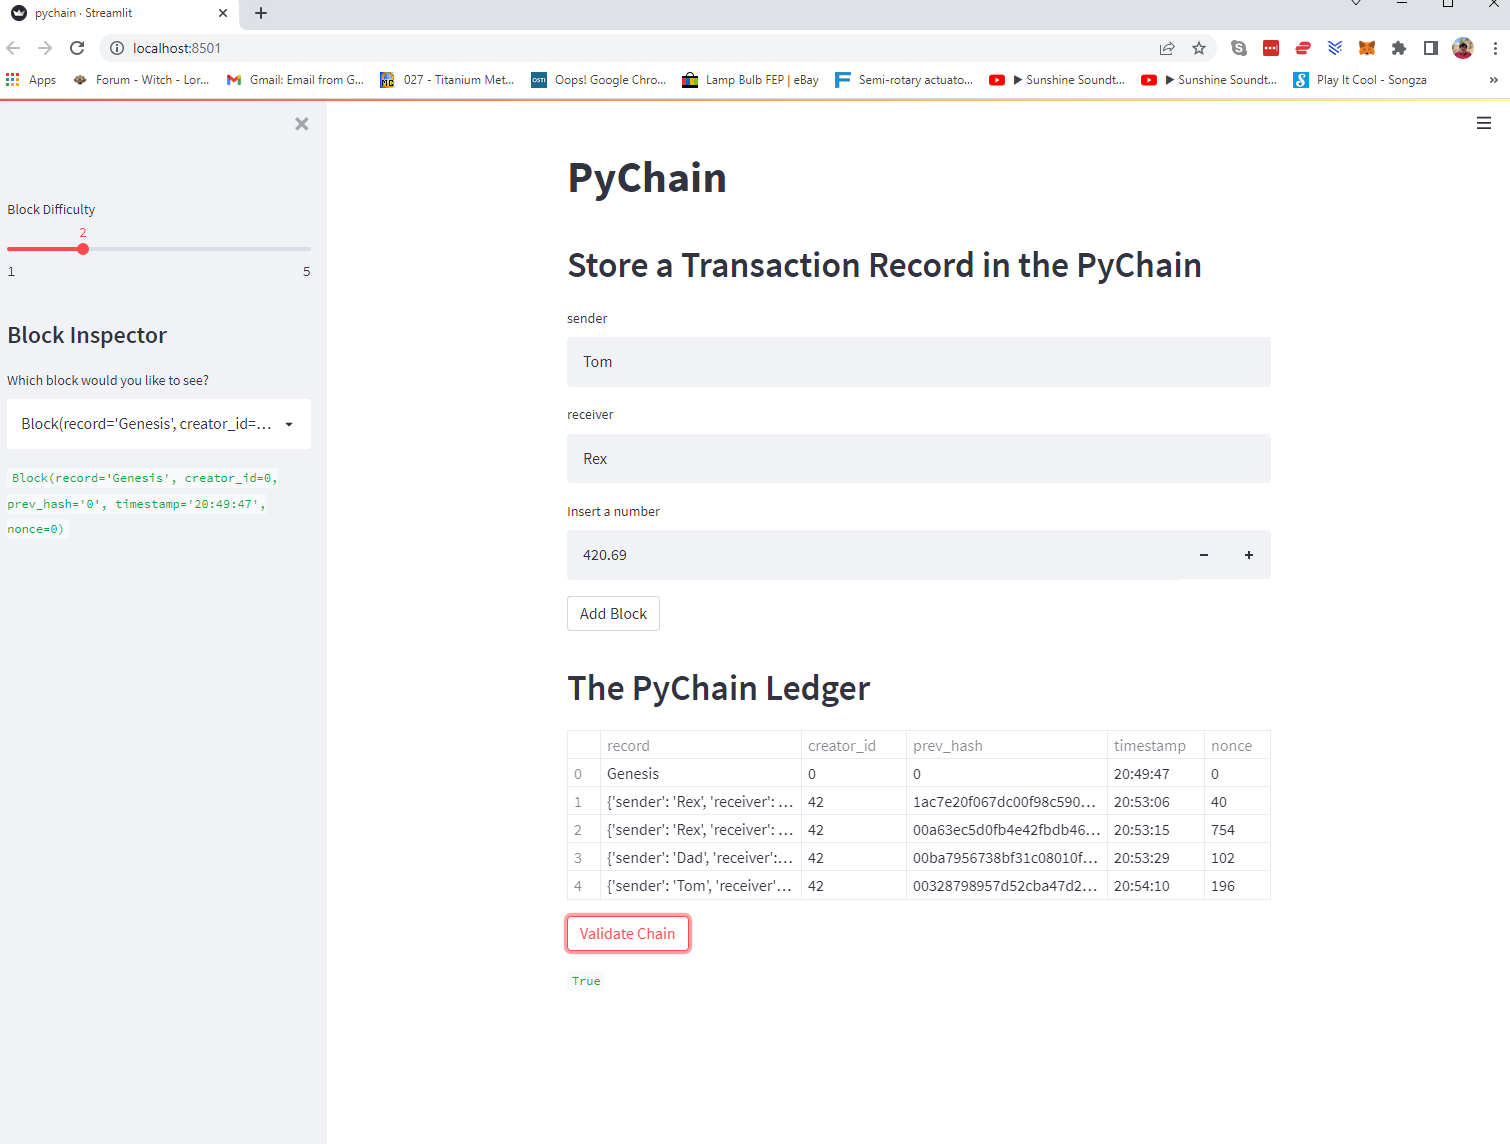 pychain · Streamlit
localhost:8501
Apps
Forum - Witch - Lor...
Gmail: Email from G...
027 - Titanium Met...
OSTI
Oops! Google Chro...
Lamp Bulb FEP | eBay
Semi-rotary actuato...
▶ Sunshine Soundt...
▶ Sunshine Soundt...
Play It Cool - Songza
»
Block Difficulty
2
1
5
Block Inspector
Which block would you like to see?
Block(record='Genesis', creator_id=...
Block(record='Genesis', creator_id=0,
prev_hash='0', timestamp='20:49:47',
nonce=0)
PyChain
Store a Transaction Record in the PyChain
sender
Tom
receiver
Rex
Insert a number
420.69
− +
Add Block
The PyChain Ledger
record creator_id prev_hash timestamp nonce
0 Genesis 0 0 20:49:47 0
1 {'sender': 'Rex', 'receiver': ... 42 1ac7e20f067dc00f98c590... 20:53:06 40
2 {'sender': 'Rex', 'receiver': ... 42 00a63ec5d0fb4e42fbdb46... 20:53:15 754
3 {'sender': 'Dad', 'receiver':... 42 00ba7956738bf31c08010f... 20:53:29 102
4 {'sender': 'Tom', 'receiver'... 42 00328798957d52cba47d2... 20:54:10 196
Validate Chain
True